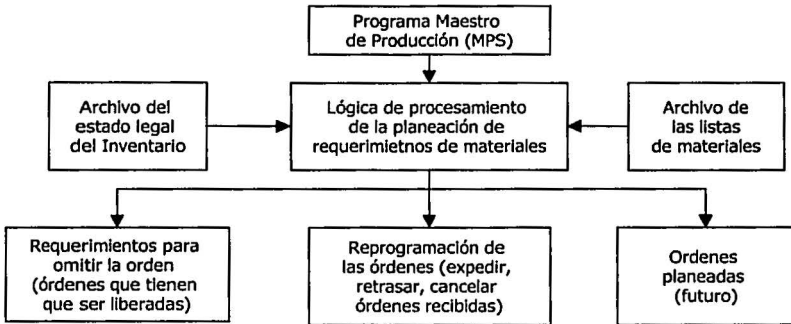 Programa Maestro
de Producción (MPS)
Archivo del
estado legal
del Inventario
Lógica de procesamiento
de la planeación de
requerimietnos de materiales
Archivo de
las listas
de materiales
Requerimientos para
omitir la orden
(órdenes que tienen
que ser liberadas)
Reprogramación de
las órdenes (expedir,
retrasar, cancelar
órdenes recibidas)
Ordenes
planeadas
(futuro)